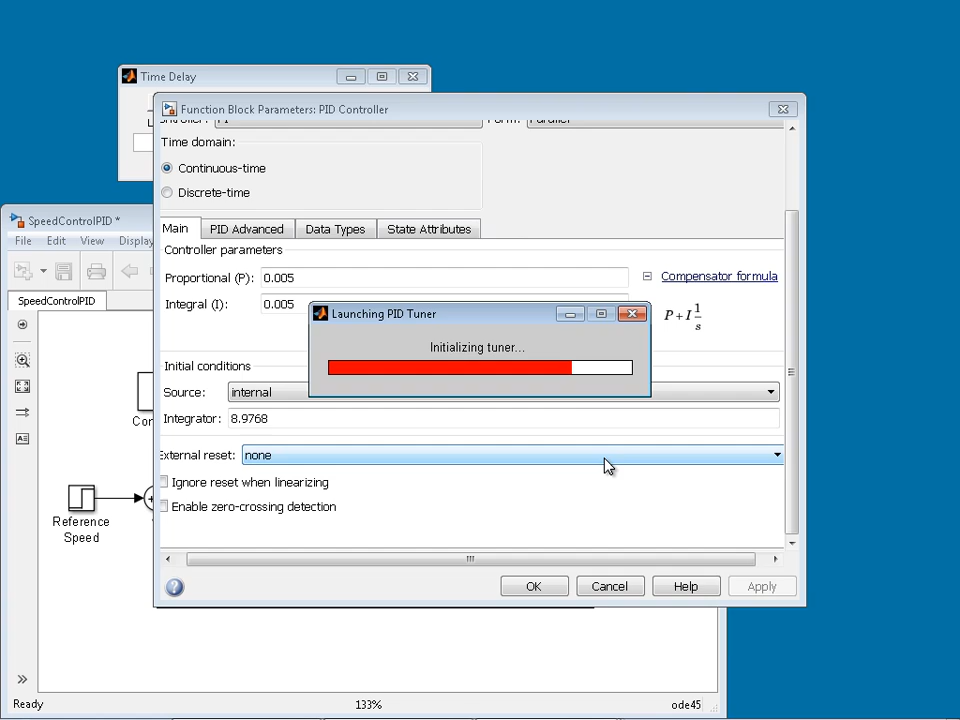 Time Delay
Function Block Parameters: PID Controller
Time domain:
Continuous-time
Discrete-time
Main
PID Advanced
Data Types
State Attributes
Controller parameters
Proportional (P): 0.005
Compensator formula
Integral (I): 0.005
P + I 1/s
Launching PID Tuner
Initializing tuner...
Initial conditions
Source: internal
Integrator: 8.9768
External reset: none
Ignore reset when linearizing
Enable zero-crossing detection
OK
Cancel
Help
Apply
SpeedControlPID *
File Edit View Display
SpeedControlPID
Reference
Speed
Ready
133%
ode45